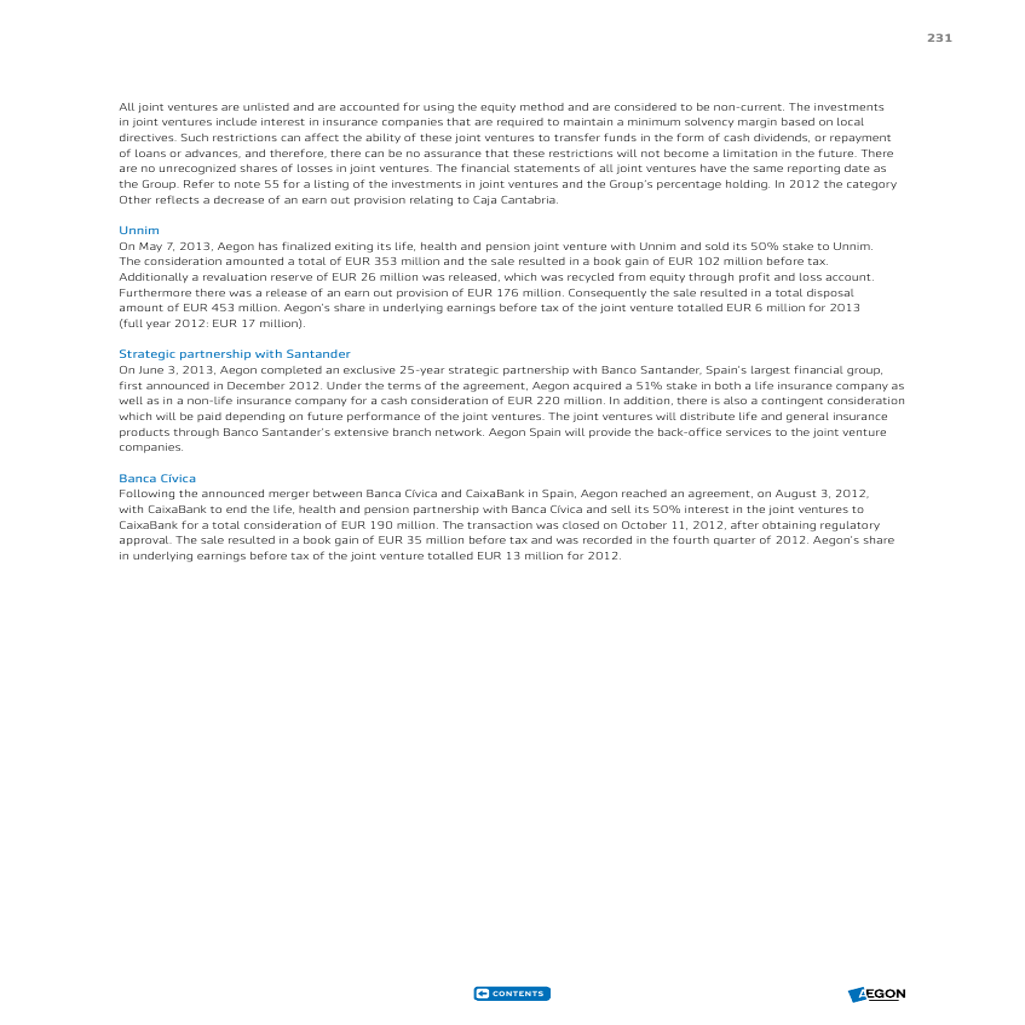 231
All joint ventures are unlisted and are accounted for using the equity method and are considered to be non-current. The investments
in joint ventures include interest in insurance companies that are required to maintain a minimum solvency margin based on local
directives. Such restrictions can affect the ability of these joint ventures to transfer funds in the form of cash dividends, or repayment
of loans or advances, and therefore, there can be no assurance that these restrictions will not become a limitation in the future. There
are no unrecognized shares of losses in joint ventures. The financial statements of all joint ventures have the same reporting date as
the Group. Refer to note 55 for a listing of the investments in joint ventures and the Group's percentage holding. In 2012 the category
Other reflects a decrease of an earn out provision relating to Caja Cantabria.
Unnim
On May 7, 2013, Aegon has finalized exiting its life, health and pension joint venture with Unnim and sold its 50% stake to Unnim.
The consideration amounted a total of EUR 353 million and the sale resulted in a book gain of EUR 102 million before tax.
Additionally a revaluation reserve of EUR 26 million was released, which was recycled from equity through profit and loss account.
Furthermore there was a release of an earn out provision of EUR 176 million. Consequently the sale resulted in a total disposal
amount of EUR 453 million. Aegon's share in underlying earnings before tax of the joint venture totalled EUR 6 million for 2013
(full year 2012: EUR 17 million).
Strategic partnership with Santander
On June 3, 2013, Aegon completed an exclusive 25-year strategic partnership with Banco Santander, Spain's largest financial group,
first announced in December 2012. Under the terms of the agreement, Aegon acquired a 51% stake in both a life insurance company as
well as in a non-life insurance company for a cash consideration of EUR 220 million. In addition, there is also a contingent consideration
which will be paid depending on future performance of the joint ventures. The joint ventures will distribute life and general insurance
products through Banco Santander's extensive branch network. Aegon Spain will provide the back-office services to the joint venture
companies.
Banca Cívica
Following the announced merger between Banca Cívica and CaixaBank in Spain, Aegon reached an agreement, on August 3, 2012,
with CaixaBank to end the life, health and pension partnership with Banca Cívica and sell its 50% interest in the joint ventures to
CaixaBank for a total consideration of EUR 190 million. The transaction was closed on October 11, 2012, after obtaining regulatory
approval. The sale resulted in a book gain of EUR 35 million before tax and was recorded in the fourth quarter of 2012. Aegon's share
in underlying earnings before tax of the joint venture totalled EUR 13 million for 2012.
CONTENTS
AEGON